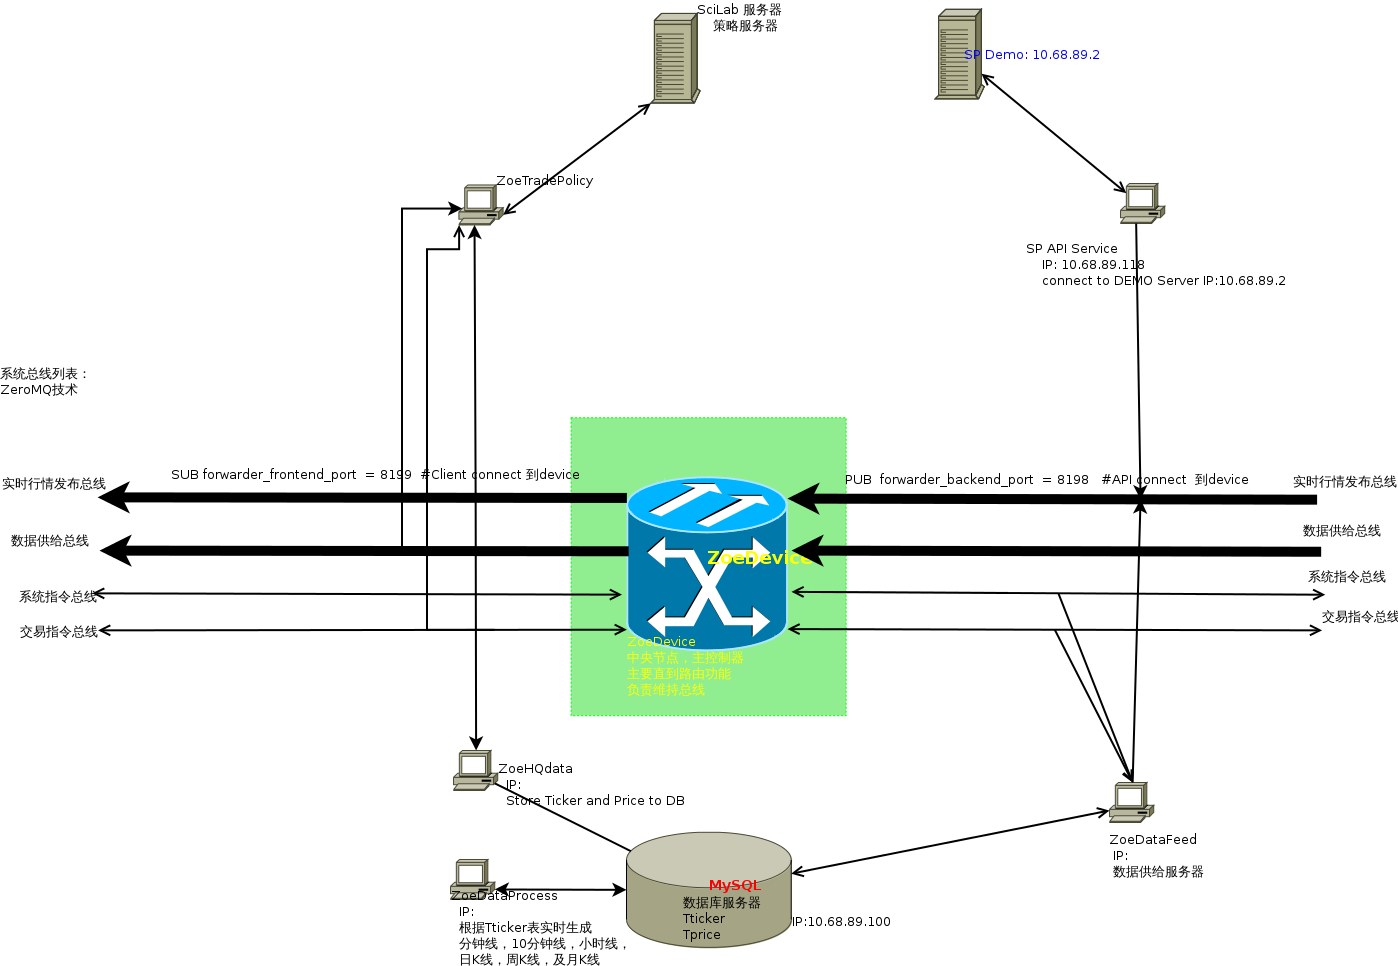 SciLab 服务器
策略服务器
SP Demo: 10.68.89.2
ZoeTradePolicy
SP API Service
IP: 10.68.89.118
connect to DEMO Server IP:10.68.89.2
系统总线列表：
ZeroMQ技术
SUB forwarder_frontend_port = 8199 #Client connect 到device
PUB forwarder_backend_port = 8198 #API connect 到device
实时行情发布总线
实时行情发布总线
数据供给总线
数据供给总线
ZoeDevice
系统指令总线
系统指令总线
交易指令总线
交易指令总线
ZoeDevice
中央节点，主控制器
主要直到路由功能
负责维持总线
ZoeHQdata
IP:
Store Ticker and Price to DB
ZoeDataFeed
IP:
数据供给服务器
MySQL
数据库服务器
Tticker
Tprice
IP:10.68.89.100
ZoeDataProcess
IP:
根据Tticker表实时生成
分钟线，10分钟线，小时线，
日K线，周K线，及月K线